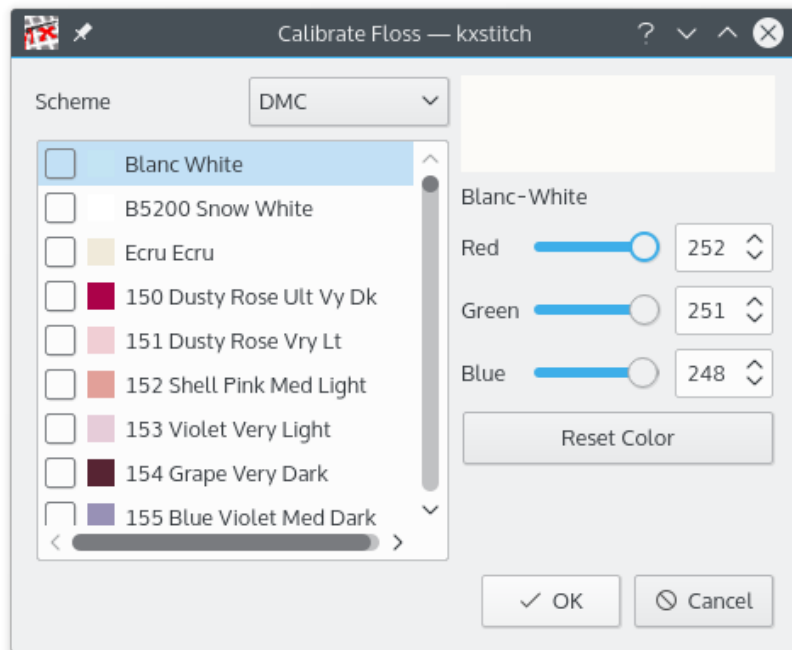 Calibrate Floss — kxstitch
Scheme
DMC
Blanc White
B5200 Snow White
Ecru Ecru
150 Dusty Rose Ult Vy Dk
151 Dusty Rose Vry Lt
152 Shell Pink Med Light
153 Violet Very Light
154 Grape Very Dark
155 Blue Violet Med Dark
Blanc-White
Red 252
Green 251
Blue 248
Reset Color
OK
Cancel